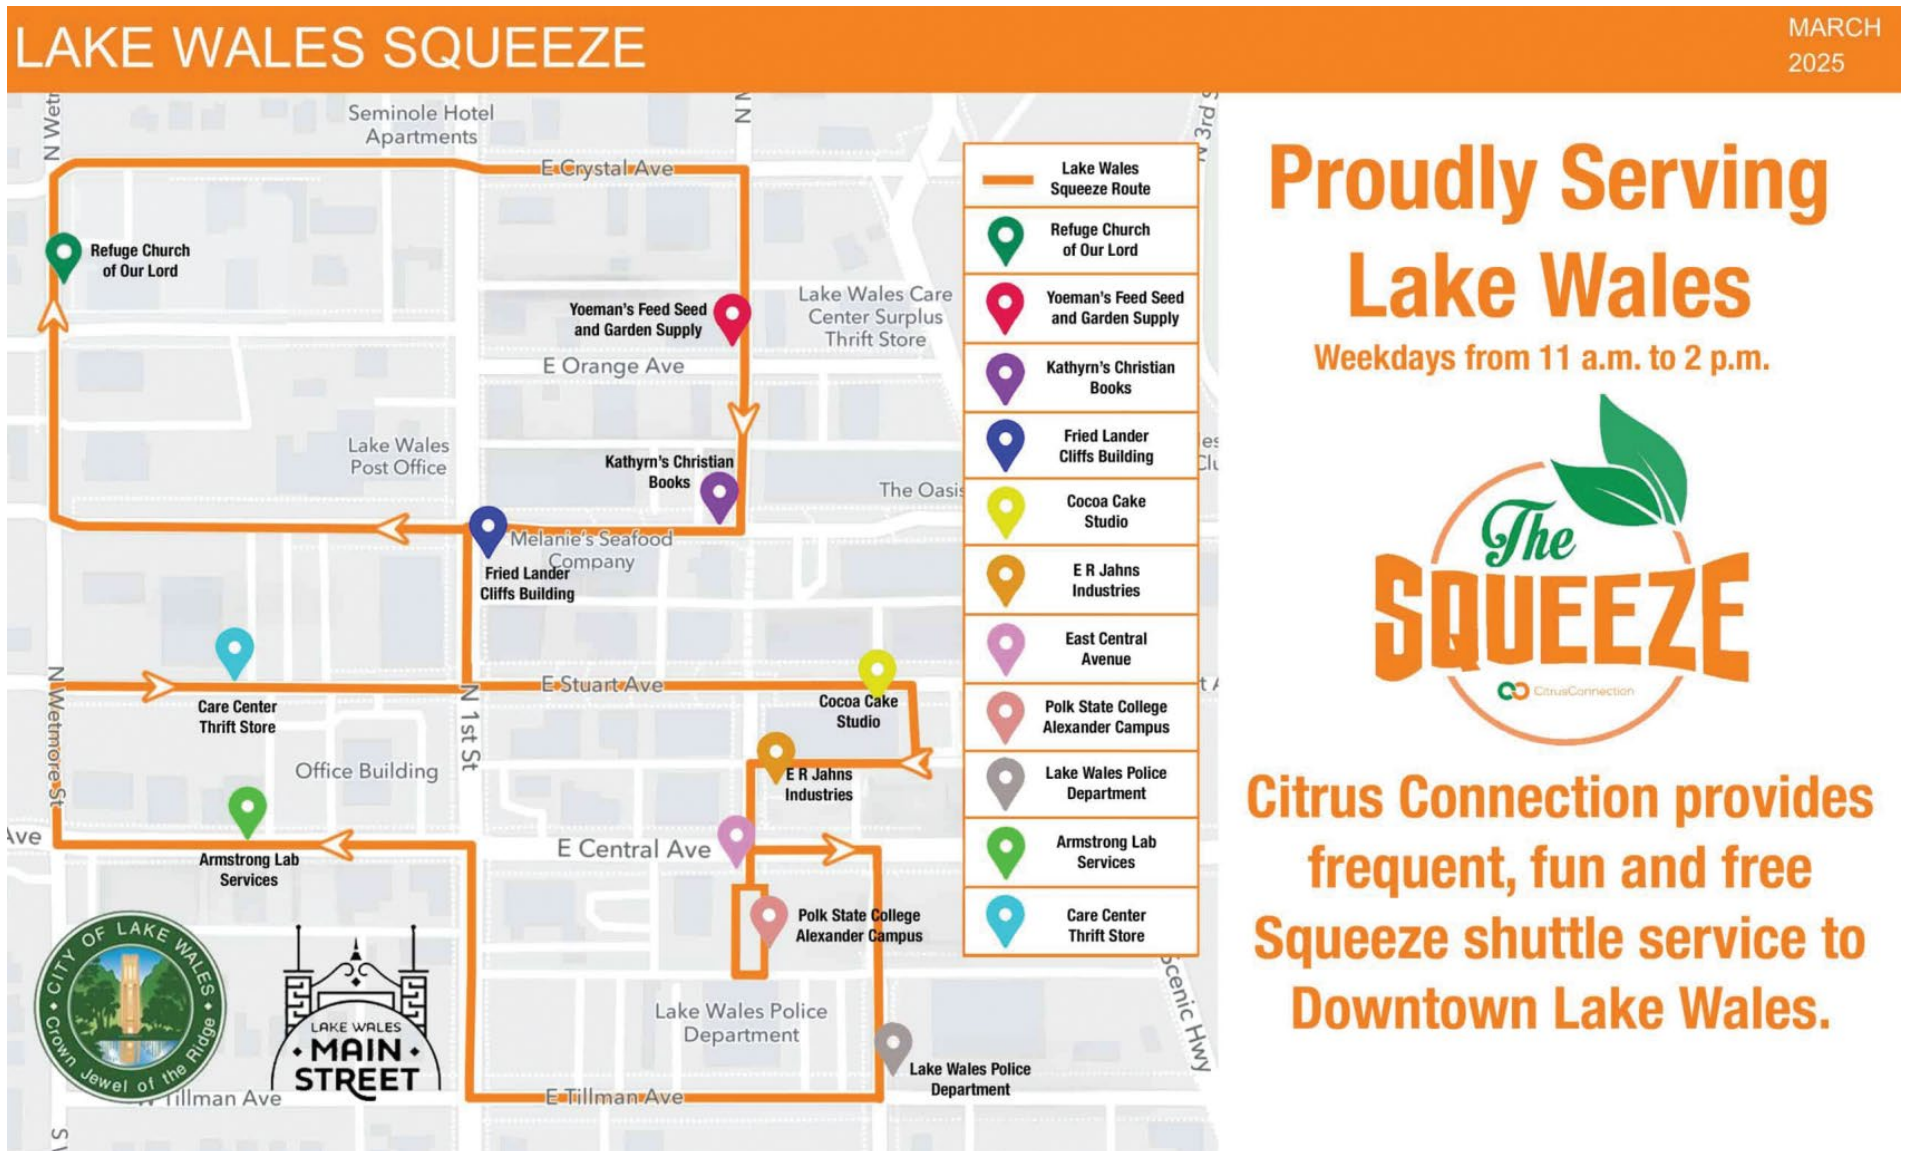 LAKE WALES SQUEEZE
MARCH
2025
N Wetr
Seminole Hotel
Apartments
N M
N 3rd S
E Crystal Ave
Refuge Church
of Our Lord
Yoeman's Feed Seed
and Garden Supply
Lake Wales Care
Center Surplus
Thrift Store
E Orange Ave
Lake Wales
Post Office
Kathyrn's Christian
Books
The Oasis
Melanie's Seafood
Company
Fried Lander
Cliffs Building
N Wetmore St
N 1st St
E Stuart Ave
Care Center
Thrift Store
Cocoa Cake
Studio
Office Building
E R Jahns
Industries
Ave
E Central Ave
Armstrong Lab
Services
Polk State College
Alexander Campus
Lake Wales Police
Department
Lake Wales Police
Department
Scenic Hwy
W Tillman Ave
E Tillman Ave
CITY OF LAKE WALES
Crown Jewel of the Ridge
LAKE WALES
MAIN
STREET
Lake Wales
Squeeze Route
Refuge Church
of Our Lord
Yoeman's Feed Seed
and Garden Supply
Kathyrn's Christian
Books
Fried Lander
Cliffs Building
Cocoa Cake
Studio
E R Jahns
Industries
East Central
Avenue
Polk State College
Alexander Campus
Lake Wales Police
Department
Armstrong Lab
Services
Care Center
Thrift Store
Proudly Serving
Lake Wales
Weekdays from 11 a.m. to 2 p.m.
The
SQUEEZE
CitrusConnection
Citrus Connection provides
frequent, fun and free
Squeeze shuttle service to
Downtown Lake Wales.